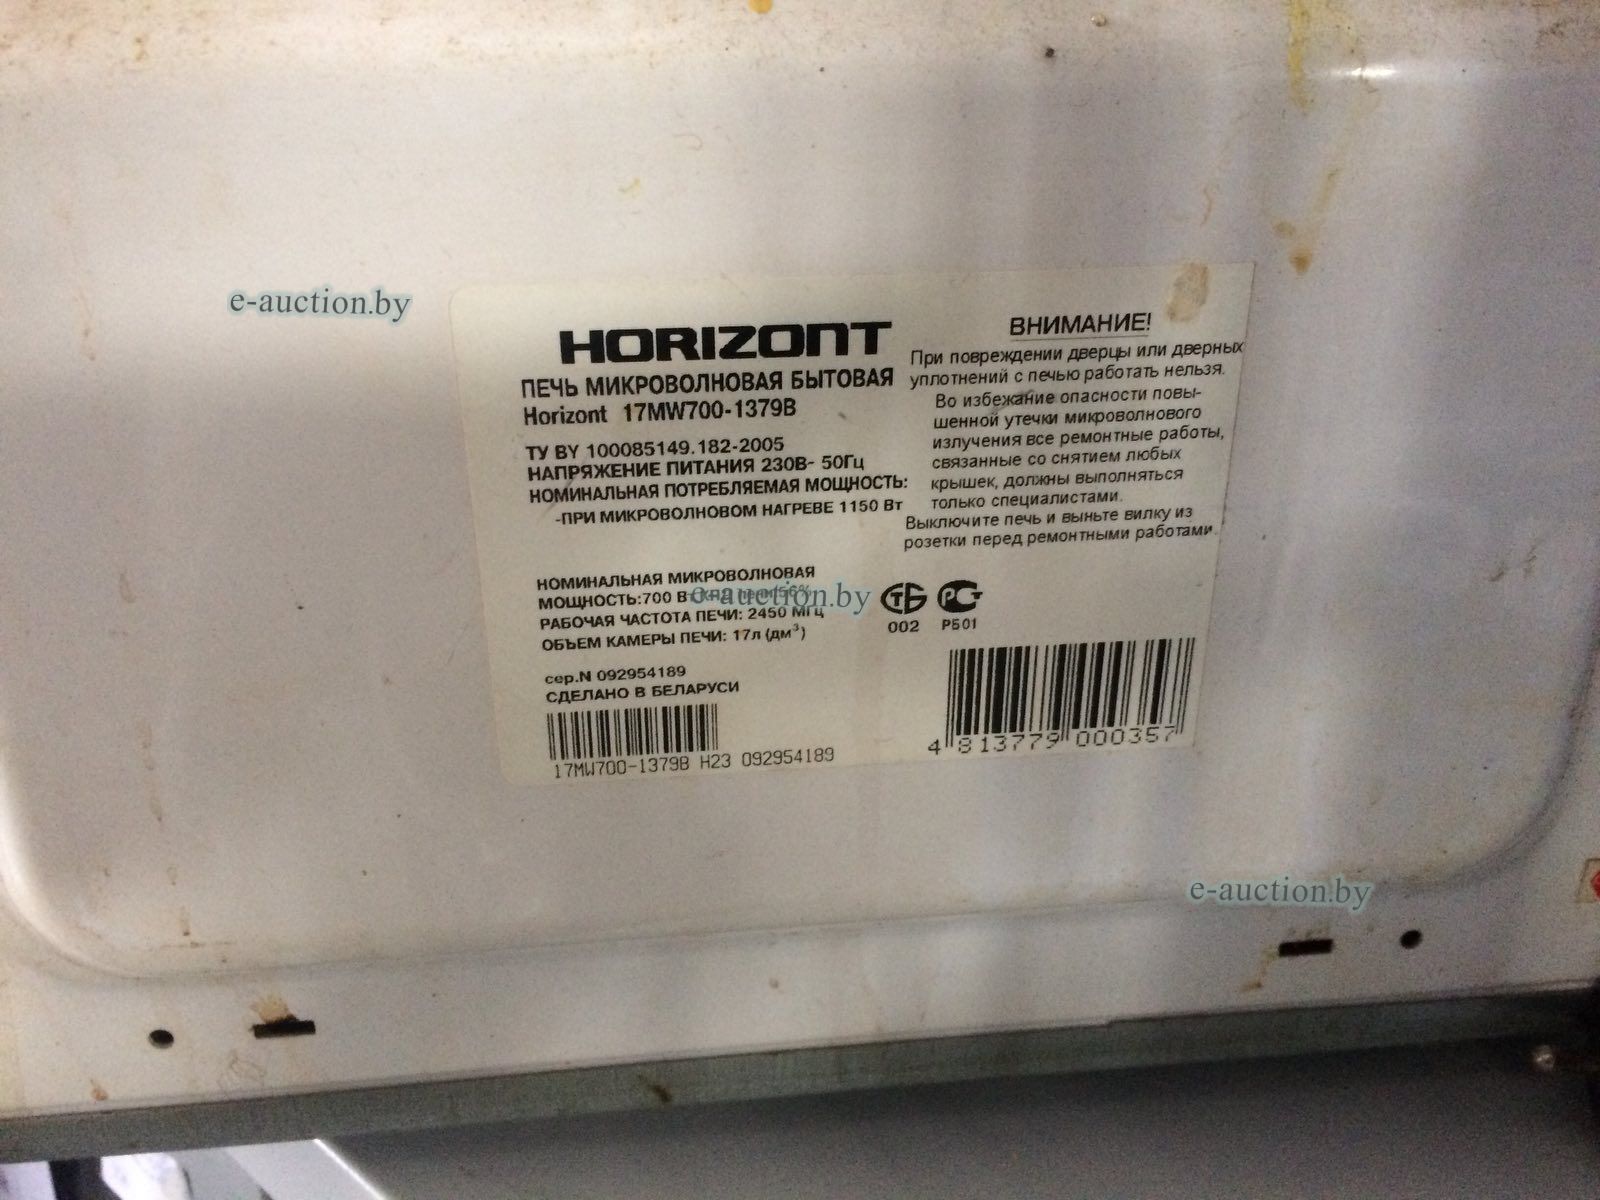 e-auction.by
HORIZONT
ПЕЧЬ МИКРОВОЛНОВАЯ БЫТОВАЯ
Horizont 17MW700-1379B
ТУ BY 100085149.182-2005
НАПРЯЖЕНИЕ ПИТАНИЯ 230В~ 50Гц
НОМИНАЛЬНАЯ ПОТРЕБЛЯЕМАЯ МОЩНОСТЬ:
-ПРИ МИКРОВОЛНОВОМ НАГРЕВЕ 1150 Вт
НОМИНАЛЬНАЯ МИКРОВОЛНОВАЯ
МОЩНОСТЬ:700 Вт
e-auction.by
РАБОЧАЯ ЧАСТОТА ПЕЧИ: 2450 МГц
ОБЪЕМ КАМЕРЫ ПЕЧИ: 17л (дм³)
сер.N 092954189
СДЕЛАНО В БЕЛАРУСИ
17MW700-1379B H23 092954189
ВНИМАНИЕ!
При повреждении дверцы или дверных
уплотнений с печью работать нельзя.
Во избежание опасности повы-
шенной утечки микроволнового
излучения все ремонтные работы,
связанные со снятием любых
крышек, должны выполняться
только специалистами.
Выключите печь и выньте вилку из
розетки перед ремонтными работами.
СТБ РСТ
002 Р501
4 813779 000357
e-auction.by